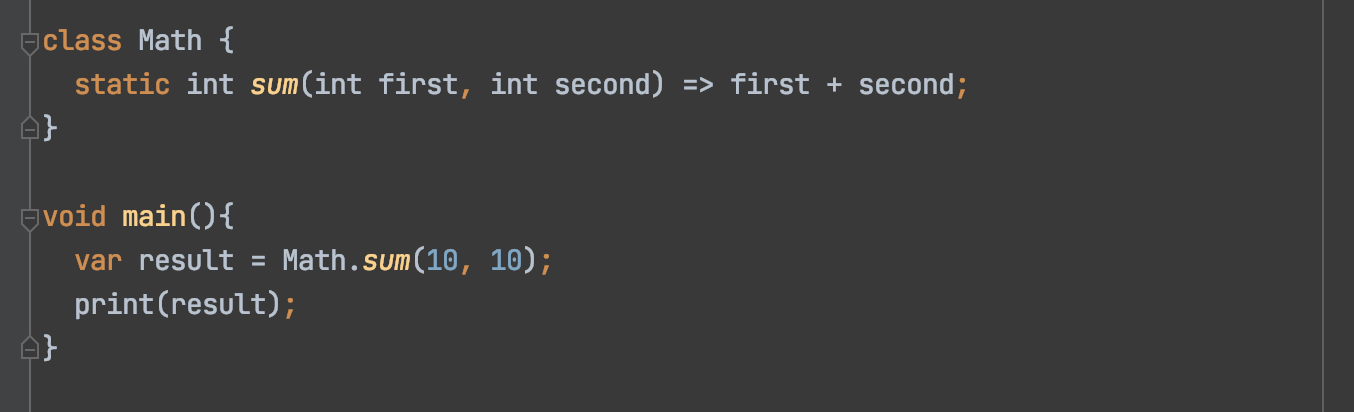 class Math {
  static int sum(int first, int second) => first + second;
}
void main(){
  var result = Math.sum(10, 10);
  print(result);
}